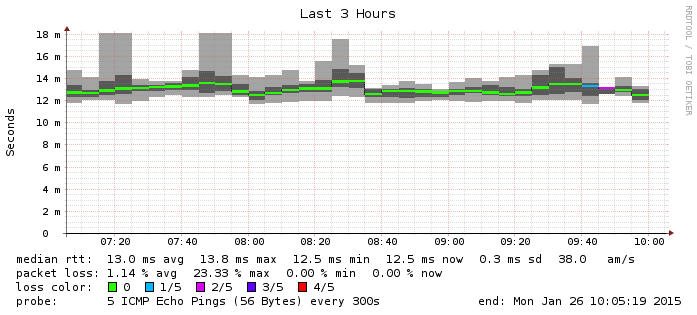 Last 3 Hours
RRDTOOL / TOBI OETIKER
Seconds
18 m
16 m
14 m
12 m
10 m
8 m
6 m
4 m
2 m
0
07:20 07:40 08:00 08:20 08:40 09:00 09:20 09:40 10:00
median rtt: 13.0 ms avg 13.8 ms max 12.5 ms min 12.5 ms now 0.3 ms sd 38.0 am/s
packet loss: 1.14 % avg 23.33 % max 0.00 % min 0.00 % now
loss color: 0 1/5 2/5 3/5 4/5
probe: 5 ICMP Echo Pings (56 Bytes) every 300s end: Mon Jan 26 10:05:19 2015